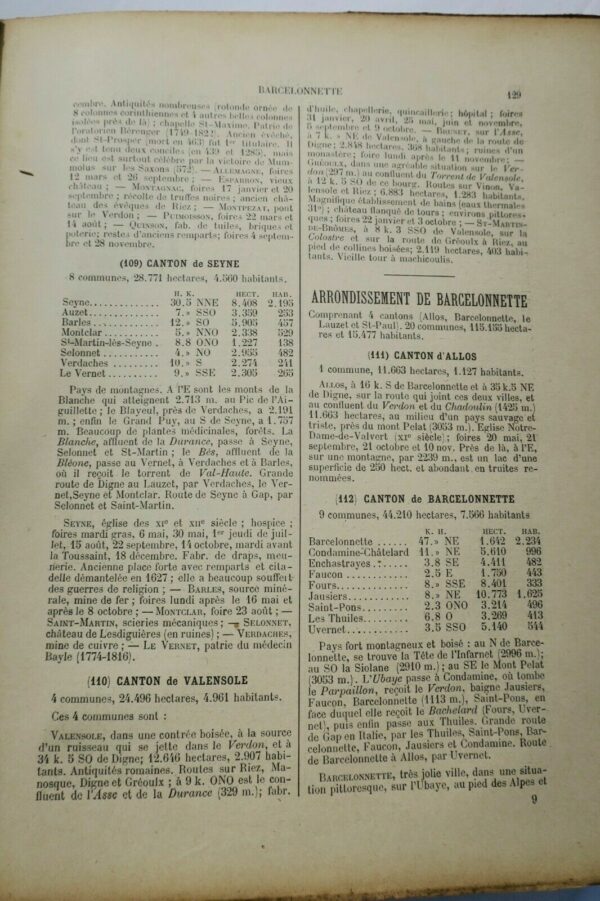 BARCELONNETTE
129
cembre. Antiquités nombreuses (rotonde ornée de
8 colonnes corinthiennes et 4 autres belles colonnes
isolées près de là) ; chapelle St-Maxime. Patrie de
l'oratorien Bérenger (1749-1822). Ancien évêché,
dont St-Prosper (mort en 463) fut 1er titulaire. Il
s'y est tenu deux conciles (en 439 et 1285), mais
ce lieu est surtout célèbre par la victoire de Mum-
molus sur les Saxons (572). — ALLEMAGNE, foires
12 mars et 26 septembre ; — ESPARRON, vieux
château ; — MONTAGNAC, foires 17 janvier et 20
septembre ; récolte de truffes noires ; ancien châ-
teau des évêques de Riez ; — MONTPEZAT, pont
sur le Verdon ; — PUIMOISSON, foires 22 mars et
14 août ; — QUINSON, fab. de tuiles, briques et
poterie; restes d'anciens remparts; foires 4 septem-
bre et 28 novembre.
(109) CANTON de SEYNE
8 communes, 28.771 hectares, 4.560 habitants.
H. K. HECT. HAB.
Seyne 30.5 NNE 8.408 2.195
Auzet 7.» SSO 3.359 253
Barles 12.» SO 5.905 457
Montclar 5.» NNO 2.338 529
St-Martin-lès-Seyne 8.8 ONO 1.227 138
Selonnet 4.» NO 2.955 482
Verdaches 10.» S 2.274 241
Le Vernet 9.» SSE 2.305 265
Pays de montagnes. A l'E sont les monts de la
Blanche qui atteignent 2.713 m. au Pic de l'Ai-
guillette ; le Blayeul, près de Verdaches, a 2.191
m. ; enfin le Grand Puy, au S de Seyne, a 1.757
m. Beaucoup de plantes médicinales, forêts. La
Blanche, affluent de la Durance, passe à Seyne,
Selonnet et St-Martin ; le Bés, affluent de la
Bléone, passe au Vernet, à Verdaches et à Barles,
où il reçoit le torrent de Val-Haute. Grande
route de Digne au Lauzet, par Verdaches, le Ver-
net,Seyne et Montclar. Route de Seyne à Gap, par
Selonnet et Saint-Martin.
SEYNE, église des XIe et XIIe siècle ; hospice ;
foires mardi gras, 6 mai, 30 mai, 1er jeudi de juil-
let, 15 août, 22 septembre, 14 octobre, mardi avant
la Toussaint, 18 décembre. Fabr. de draps, meu-
nerie. Ancienne place forte avec remparts et cita-
delle démantelée en 1627 ; elle a beaucoup souffert
des guerres de religion ; — BARLES, source miné-
rale, mine de fer ; foires lundi après le 16 mai et
après le 8 octobre ; — MONTCLAR, foire 23 août ; —
SAINT-MARTIN, scieries mécaniques ; — SELONNET,
château de Lesdiguières (en ruines) ; — VERDACHES,
mine de cuivre ; — LE VERNET, patrie du médecin
Bayle (1774-1816).
(110) CANTON de VALENSOLE
4 communes, 24.496 hectares, 4.961 habitants.
Ces 4 communes sont :
VALENSOLE, dans une contrée boisée, à la source
d'un ruisseau qui se jette dans le Verdon, et à
34 k. 5 SO de Digne; 12.646 hectares, 2.907 habi-
tants. Antiquités romaines. Routes sur Riez, Ma-
nosque, Digne et Gréoulx ; à 9 k. ONO est le con-
fluent de l'Asse et de la Durance (329 m.); fabr.
d'huile, chapellerie, quincaillerie; hôpital ; foires
31 janvier, 20 avril, 25 mai, juin et novembre,
5 septembre et 9 octobre. — BRUNET, sur l'Asse,
à 7 k. » NE de Valensole, à gauche de la route de
Digne; 2.848 hectares, 368 habitants; ruines d'un
monastère; foire lundi après le 11 novembre; —
GRÉOULX, dans une agréable situation sur le Ver-
don (297 m.) au confluent du Torrent de Valensole,
à 12 k. 5 SO de ce bourg. Routes sur Vinon, Va-
lensole et Riez; 6.883 hectares, 1.283 habitants.
Magnifique établissement de bains (eaux thermales
31°) ; château flanqué de tours ; environs pittores-
ques ; foires 22 janvier et 3 octobre ; — ST-MARTIN-
DE-BRÔMES, à 8 k. 3 SSO de Valensole, sur la
Colostre et sur la route de Gréoulx à Riez, au
pied de collines boisées; 2.119 hectares, 403 habi-
tants. Vieille tour à machicoulis.
ARRONDISSEMENT DE BARCELONNETTE
Comprenant 4 cantons (Allos, Barcelonnette, le
Lauzet et St-Paul). 20 communes, 115.155 hecta-
res et 15.477 habitants.
(111) CANTON d'ALLOS
1 commune, 11.663 hectares, 1.127 habitants.
ALLOS, à 16 k. S de Barcelonnette et à 35 k.5 NE
de Digne, sur la route qui joint ces deux villes, et
au confluent du Verdon et du Chadoulin (1425 m.)
11.663 hectares, au milieu d'un pays sauvage et
triste, près du mont Pelat (3053 m.). Eglise Notre-
Dame-de-Valvert (XIe siècle) ; foires 20 mai, 21
septembre, 21 octobre et 10 nov. Près de là, à l'E,
sur une montagne, par 2239 m., est un lac d'une
superficie de 250 hect. et abondant en truites re-
nommées.
(112) CANTON de BARCELONNETTE
9 communes, 44.210 hectares, 7.566 habitants
K. H. HECT. HAB.
Barcelonnette 47.» NE 1.642 2.234
Condamine-Châtelard 11.» NE 5.610 996
Enchastrayes 3.8 SE 4.411 482
Faucon 2.5 E 1.750 443
Fours 8.» SSE 8.401 333
Jausiers 8.» NE 10.773 1.625
Saint-Pons 2.3 ONO 3.214 496
Les Thuiles 6.8 O 3.269 413
Uvernet 3.5 SSO 5.140 544
Pays fort montagneux et boisé : au N de Barce-
lonnette, se trouve la Tête de l'Infarnet (2996 m.);
au SO la Siolane (2910 m.) ; au SE le Mont Pelat
(3053 m.). L'Ubaye passe à Condamine, où tombe
le Parpaillon, reçoit le Verdon, baigne Jausiers,
Faucon, Barcelonnette (1113 m.), Saint-Pons, en
face duquel elle reçoit le Bachelard (Fours, Uver-
net), puis enfin passe aux Thuiles. Grande route
de Gap en Italie, par les Thuiles, Saint-Pons, Bar-
celonnette, Faucon, Jausiers et Condamine. Route
de Barcelonnette à Allos, par Uvernet.
BARCELONNETTE, très jolie ville, dans une situa-
tion pittoresque, sur l'Ubaye, au pied des Alpes et
9